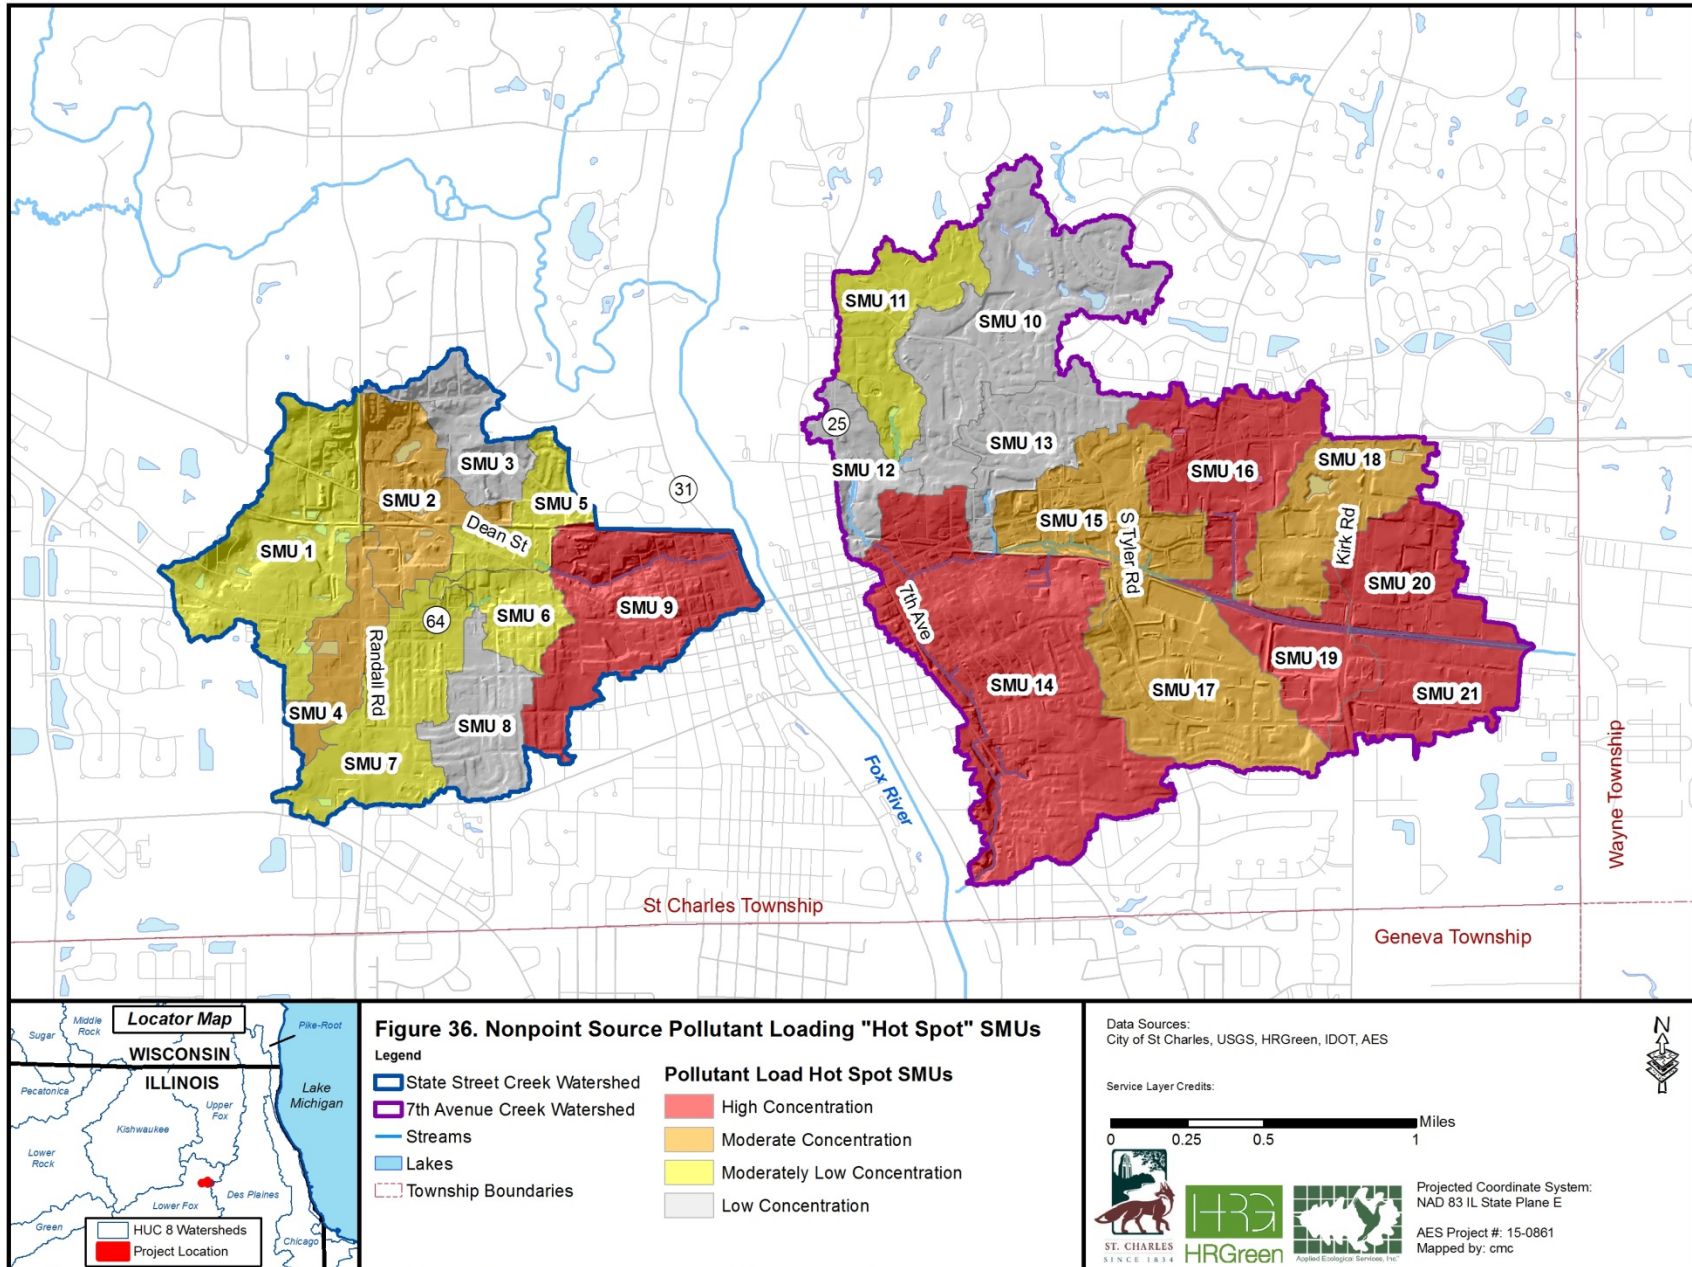 SMU 11
SMU 10
25
SMU 13
SMU 12
SMU 3
SMU 2
SMU 5
31
SMU 16
SMU 18
SMU 15
Dean St
SMU 1
S Tyler Rd
Kirk Rd
SMU 20
SMU 9
SMU 6
64
7th Ave
Randall Rd
SMU 19
SMU 14
SMU 17
SMU 21
SMU 4
SMU 8
SMU 7
Fox River
Wayne Township
St Charles Township
Geneva Township
Locator Map
Middle
Rock
Sugar
Pike-Root
WISCONSIN
ILLINOIS
Pecatonica
Lake
Michigan
Upper
Fox
Kishwaukee
Lower
Rock
Des Plaines
Lower Fox
Green
Chicago
HUC 8 Watersheds
Project Location
Figure 36. Nonpoint Source Pollutant Loading "Hot Spot" SMUs
Legend
State Street Creek Watershed
7th Avenue Creek Watershed
Streams
Lakes
Township Boundaries
Pollutant Load Hot Spot SMUs
High Concentration
Moderate Concentration
Moderately Low Concentration
Low Concentration
Data Sources:
City of St Charles, USGS, HRGreen, IDOT, AES
Service Layer Credits:
N
Miles
0 0.25 0.5 1
ST. CHARLES
SINCE 1834
HRG
HRGreen
Applied Ecological Services, Inc.
Projected Coordinate System:
NAD 83 IL State Plane E
AES Project #: 15-0861
Mapped by: cmc